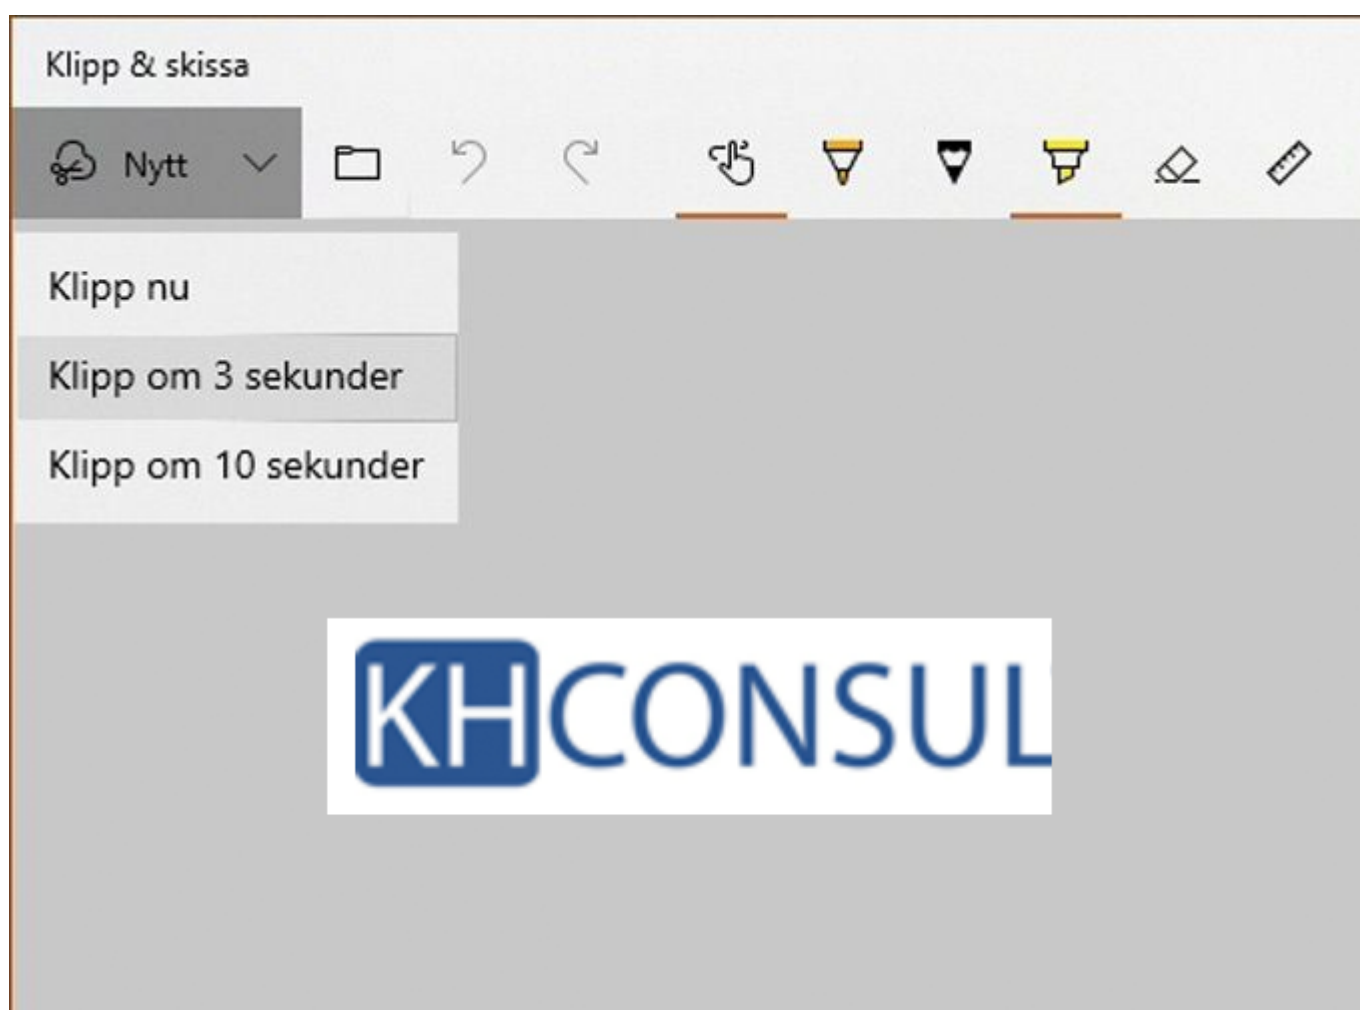 Klipp & skissa
Nytt
Klipp nu
Klipp om 3 sekunder
Klipp om 10 sekunder
KHCONSUL